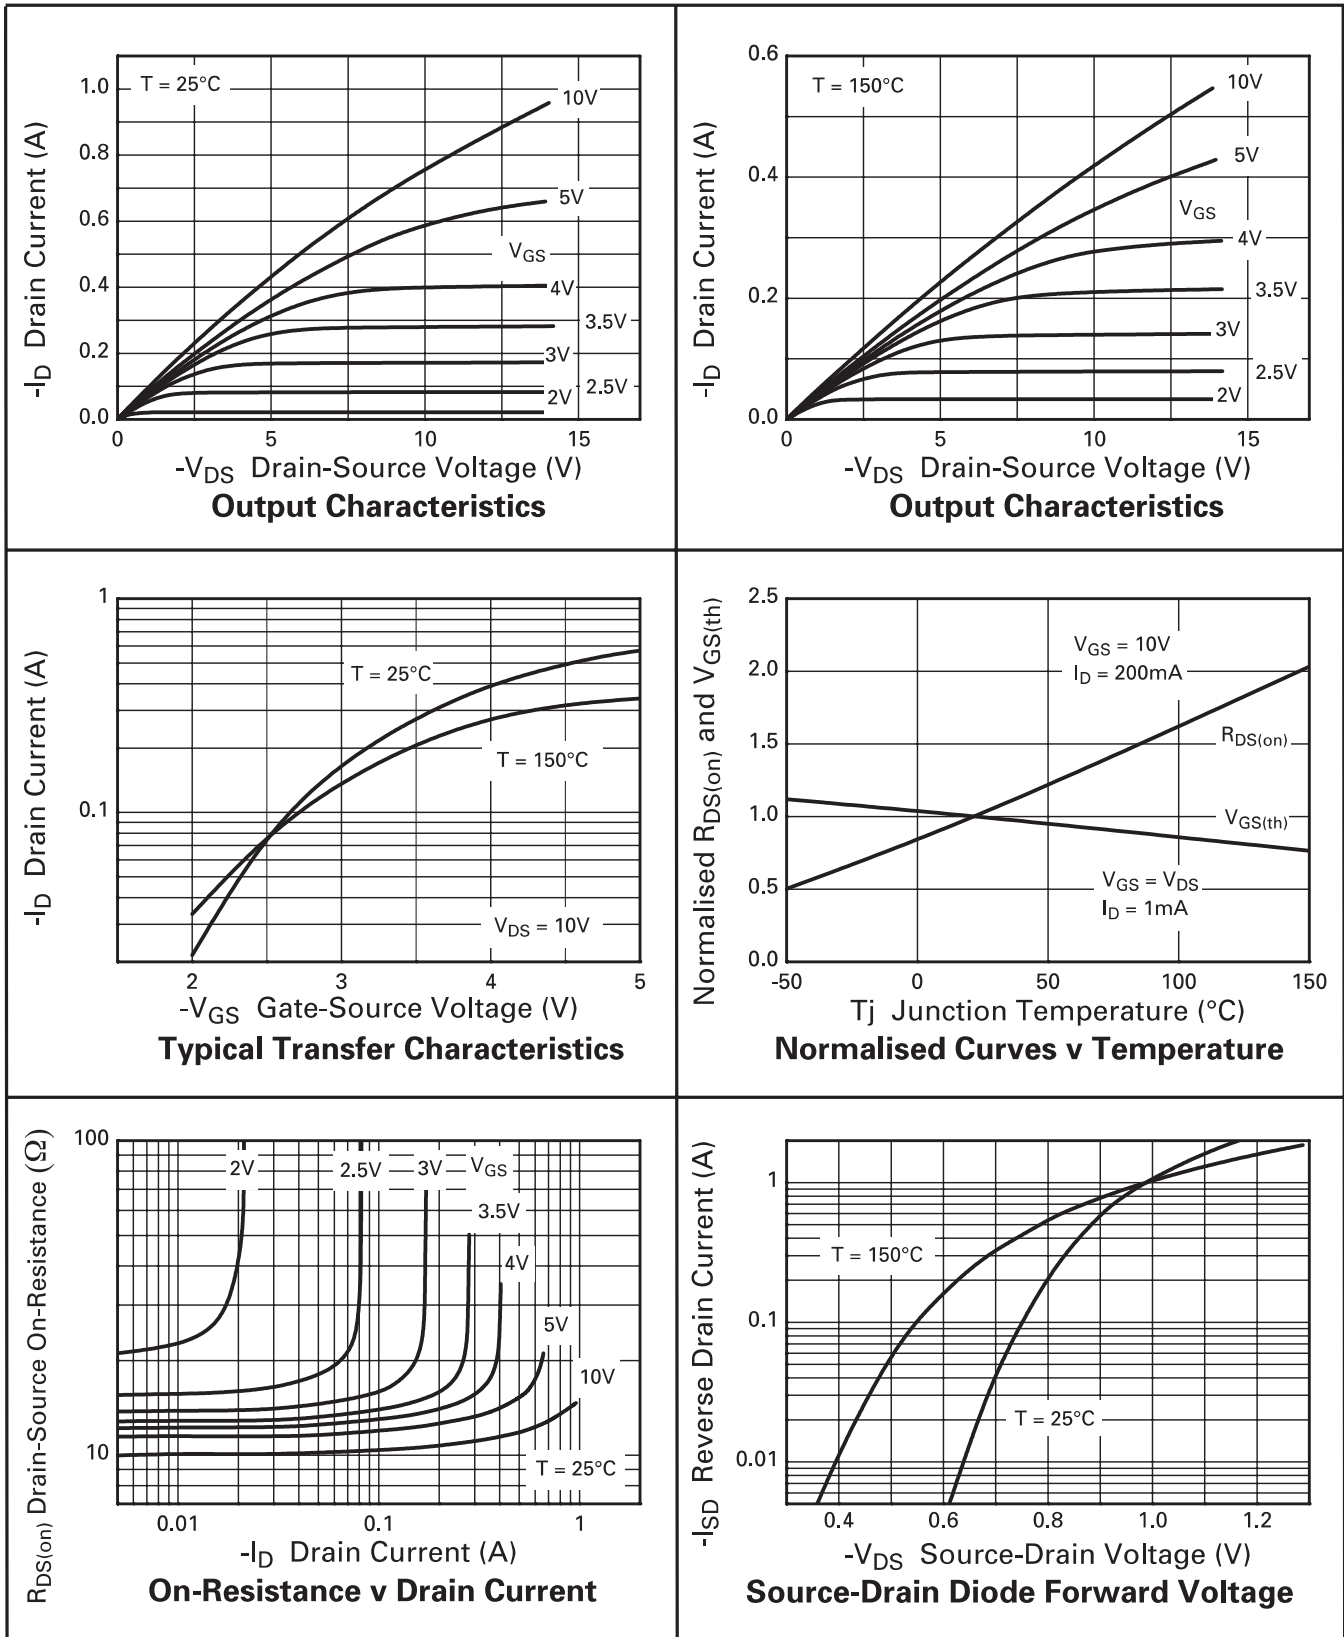 1.0
0.8
0.6
0.4
0.2
0.0
T = 25°C
10V
5V
VGS
4V
3.5V
3V
2.5V
2V
0 5 10 15
-ID Drain Current (A)
-VDS Drain-Source Voltage (V)
Output Characteristics
0.6
0.4
0.2
0.0
T = 150°C
10V
5V
VGS
4V
3.5V
3V
2.5V
2V
0 5 10 15
-ID Drain Current (A)
-VDS Drain-Source Voltage (V)
Output Characteristics
1
0.1
T = 25°C
T = 150°C
VDS = 10V
2 3 4 5
-ID Drain Current (A)
-VGS Gate-Source Voltage (V)
Typical Transfer Characteristics
2.5
2.0
1.5
1.0
0.5
0.0
VGS = 10V
ID = 200mA
RDS(on)
VGS(th)
VGS = VDS
ID = 1mA
-50 0 50 100 150
Normalised RDS(on) and VGS(th)
Tj Junction Temperature (°C)
Normalised Curves v Temperature
100
10
2V 2.5V 3V VGS
3.5V
4V
5V
10V
T = 25°C
0.01 0.1 1
RDS(on) Drain-Source On-Resistance (Ω)
-ID Drain Current (A)
On-Resistance v Drain Current
1
0.1
0.01
T = 150°C
T = 25°C
0.4 0.6 0.8 1.0 1.2
-ISD Reverse Drain Current (A)
-VDS Source-Drain Voltage (V)
Source-Drain Diode Forward Voltage